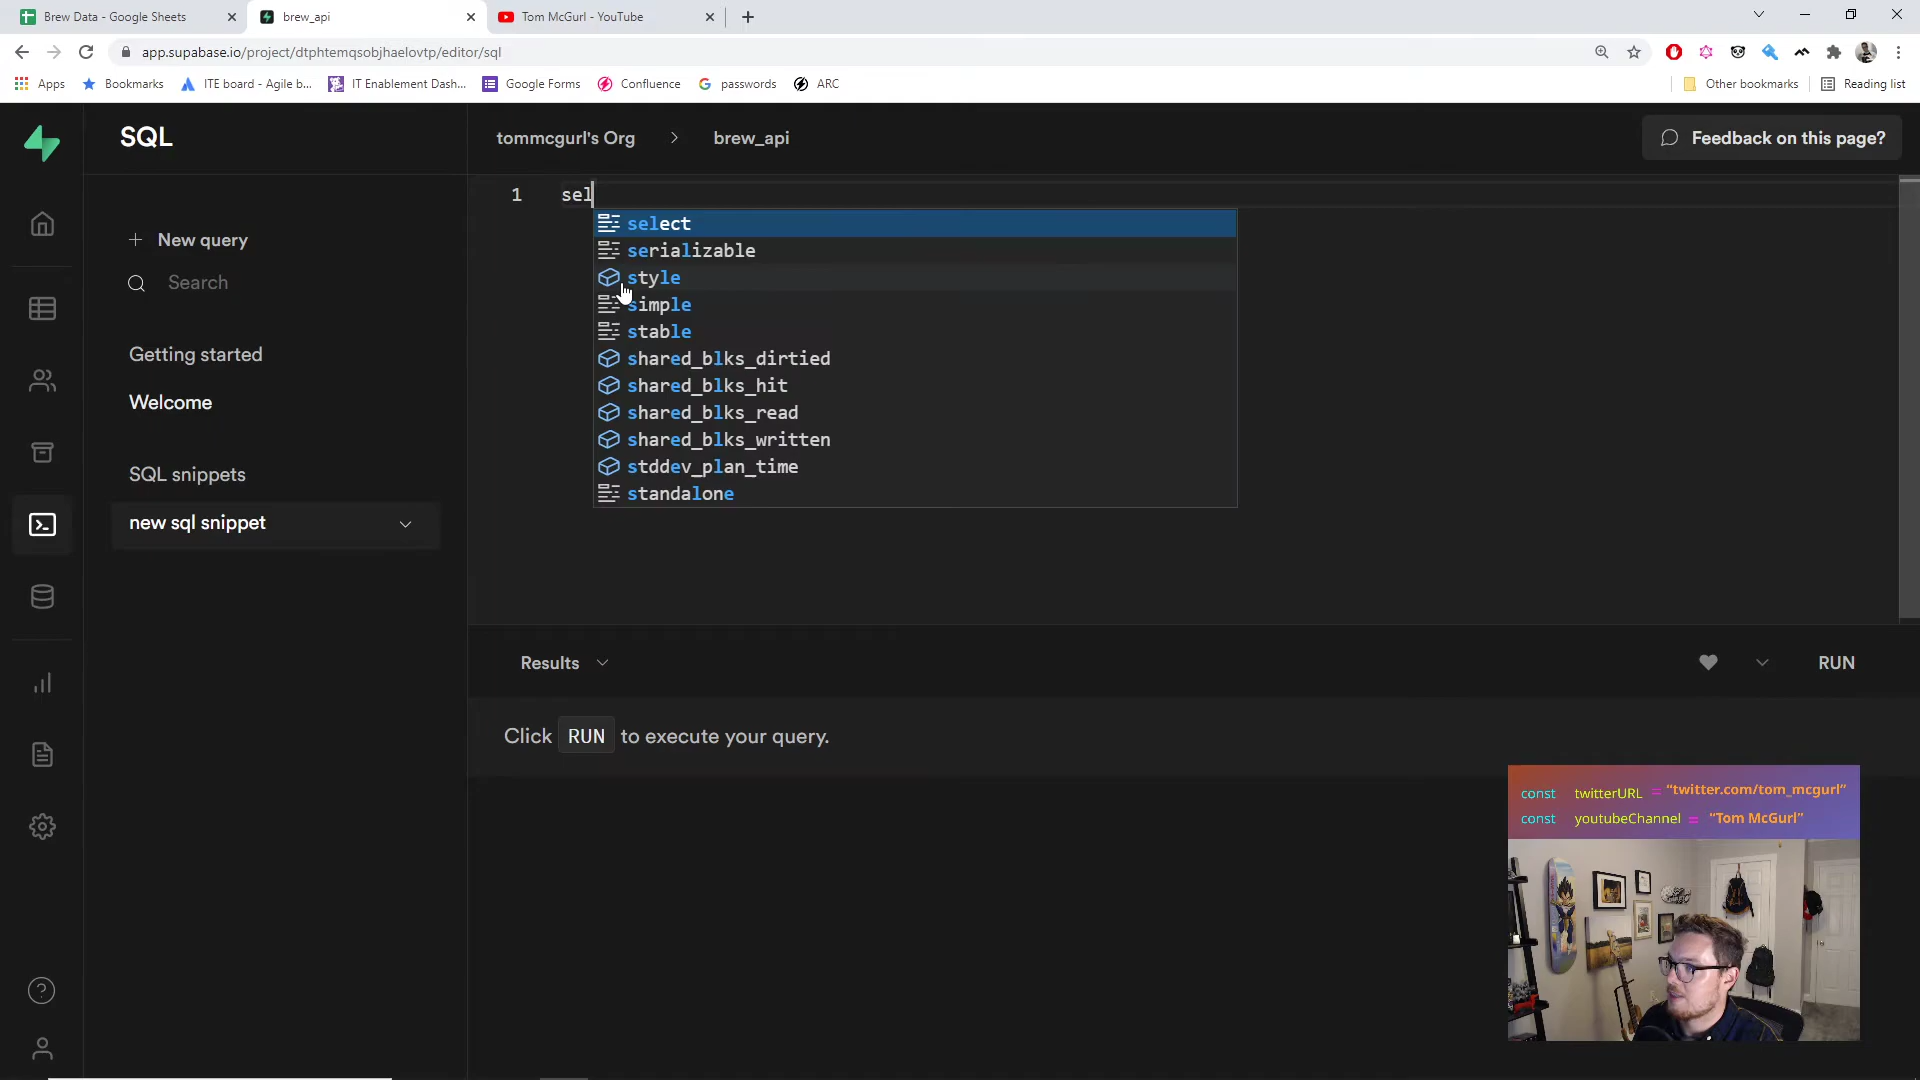 Brew Data - Google Sheets
brew_api
Tom McGurl - YouTube
app.supabase.io/project/dtphtemqsobjhaelovtp/editor/sql
Apps
Bookmarks
ITE board - Agile b...
IT Enablement Dash...
Google Forms
Confluence
passwords
ARC
Other bookmarks
Reading list
SQL
tommcgurl's Org
brew_api
Feedback on this page?
New query
Search
Getting started
Welcome
SQL snippets
new sql snippet
1 sel
select
serializable
style
simple
stable
shared_blks_dirtied
shared_blks_hit
shared_blks_read
shared_blks_written
stddev_plan_time
standalone
Results
RUN
Click RUN to execute your query.
const twitterURL = "twitter.com/tom_mcgurl"
const youtubeChannel = "Tom McGurl"